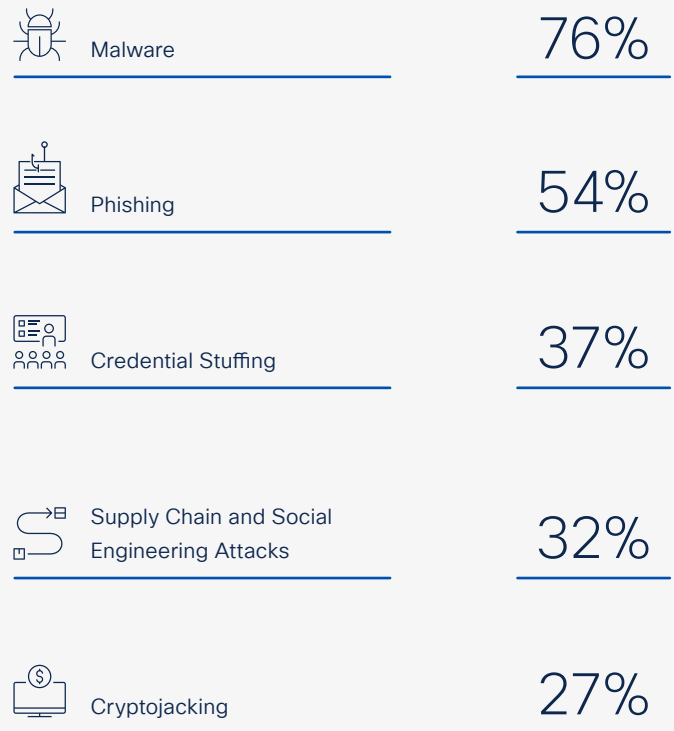 Malware 76%
Phishing 54%
Credential Stuffing 37%
Supply Chain and Social
Engineering Attacks 32%
$
Cryptojacking 27%